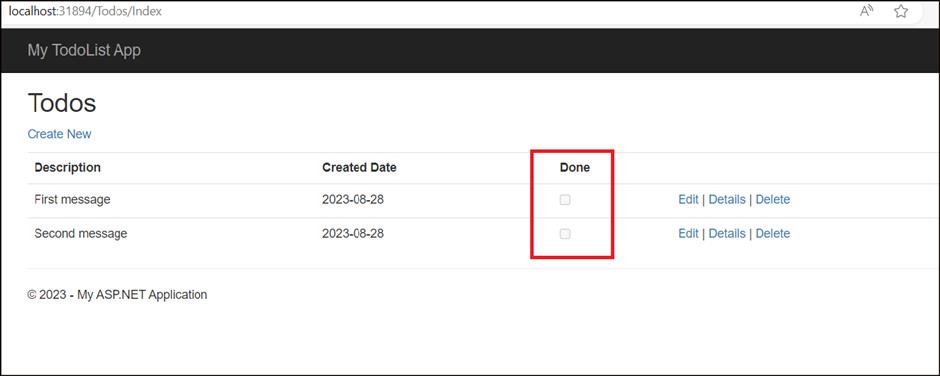 localhost:31894/Todos/Index
My TodoList App
Todos
Create New
Description Created Date Done
First message 2023-08-28 Edit | Details | Delete
Second message 2023-08-28 Edit | Details | Delete
© 2023 - My ASP.NET Application